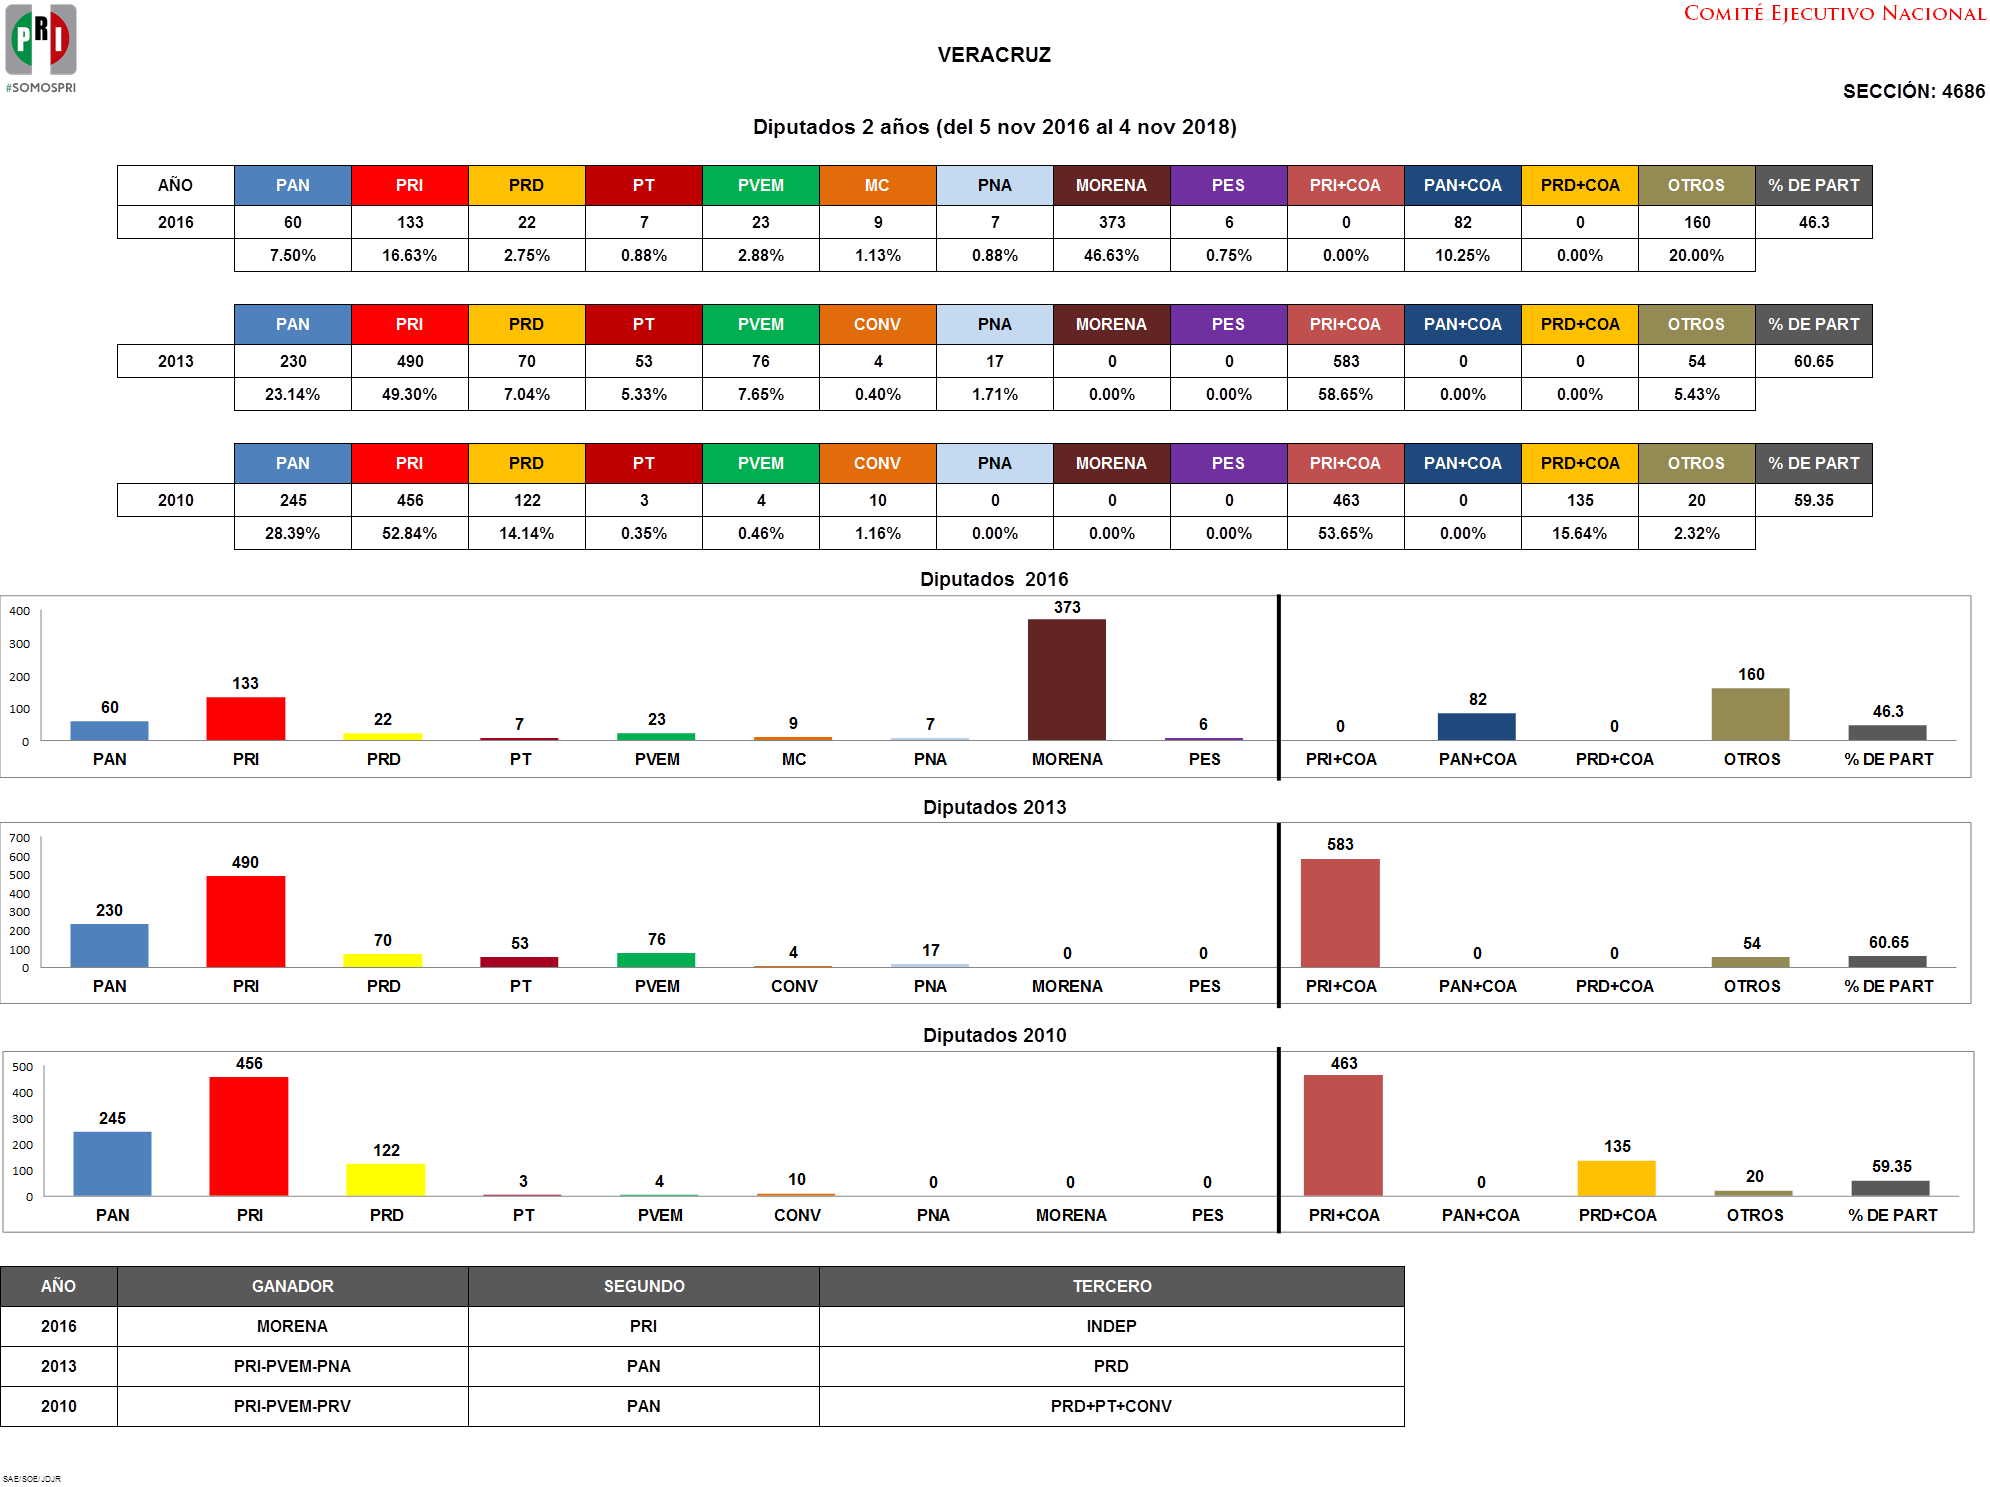 PRI
#SOMOSPRI
COMITÉ EJECUTIVO NACIONAL
VERACRUZ
SECCIÓN: 4686
Diputados 2 años (del 5 nov 2016 al 4 nov 2018)
AÑO PAN PRI PRD PT PVEM MC PNA MORENA PES PRI+COA PAN+COA PRD+COA OTROS % DE PART
2016 60 133 22 7 23 9 7 373 6 0 82 0 160 46.3
7.50% 16.63% 2.75% 0.88% 2.88% 1.13% 0.88% 46.63% 0.75% 0.00% 10.25% 0.00% 20.00%
PAN PRI PRD PT PVEM CONV PNA MORENA PES PRI+COA PAN+COA PRD+COA OTROS % DE PART
2013 230 490 70 53 76 4 17 0 0 583 0 0 54 60.65
23.14% 49.30% 7.04% 5.33% 7.65% 0.40% 1.71% 0.00% 0.00% 58.65% 0.00% 0.00% 5.43%
PAN PRI PRD PT PVEM CONV PNA MORENA PES PRI+COA PAN+COA PRD+COA OTROS % DE PART
2010 245 456 122 3 4 10 0 0 0 463 0 135 20 59.35
28.39% 52.84% 14.14% 0.35% 0.46% 1.16% 0.00% 0.00% 0.00% 53.65% 0.00% 15.64% 2.32%
Diputados 2016
400
300
200
100
0
60 133 22 7 23 9 7 373 6 0 82 0 160 46.3
PAN PRI PRD PT PVEM MC PNA MORENA PES PRI+COA PAN+COA PRD+COA OTROS % DE PART
Diputados 2013
700
600
500
400
300
200
100
0
230 490 70 53 76 4 17 0 0 583 0 0 54 60.65
PAN PRI PRD PT PVEM CONV PNA MORENA PES PRI+COA PAN+COA PRD+COA OTROS % DE PART
Diputados 2010
500
400
300
200
100
0
245 456 122 3 4 10 0 0 0 463 0 135 20 59.35
PAN PRI PRD PT PVEM CONV PNA MORENA PES PRI+COA PAN+COA PRD+COA OTROS % DE PART
AÑO GANADOR SEGUNDO TERCERO
2016 MORENA PRI INDEP
2013 PRI-PVEM-PNA PAN PRD
2010 PRI-PVEM-PRV PAN PRD+PT+CONV
SAE/SOE/JDJR